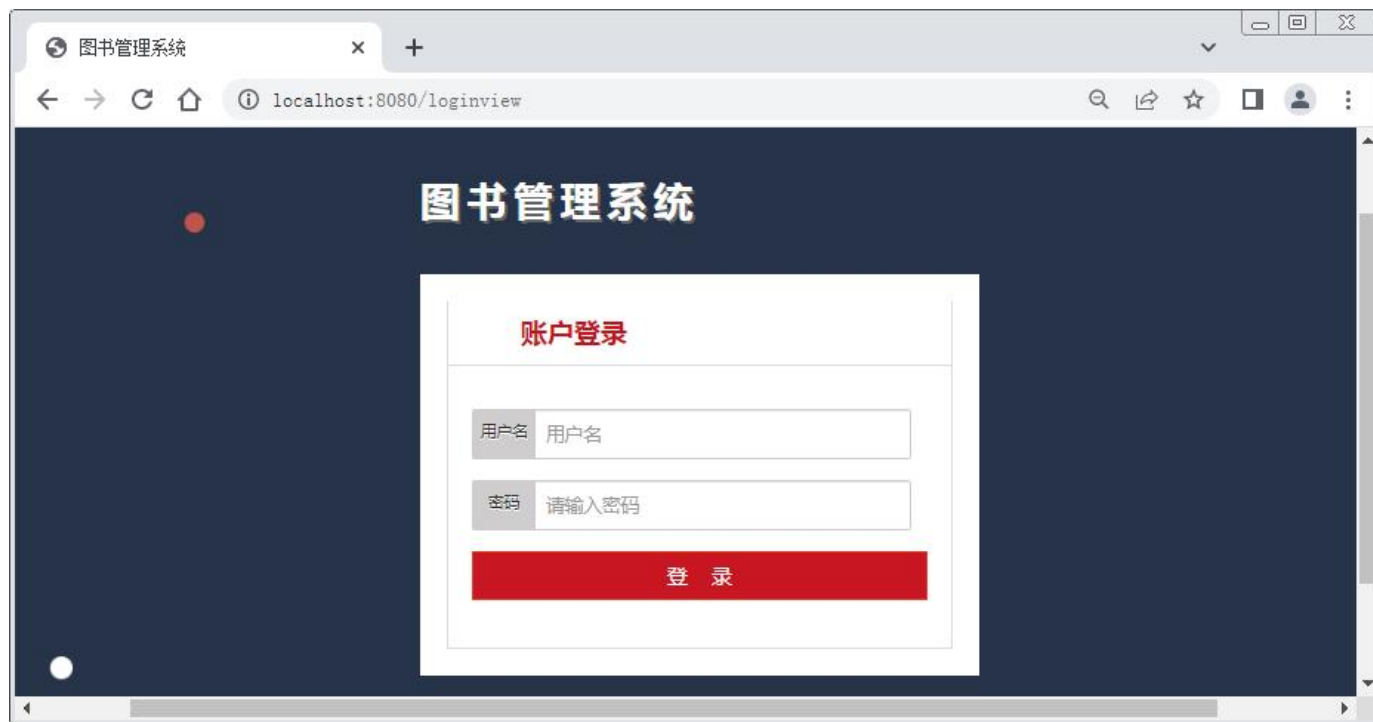 图书管理系统
localhost:8080/loginview
图书管理系统
账户登录
用户名 用户名
密码 请输入密码
登 录